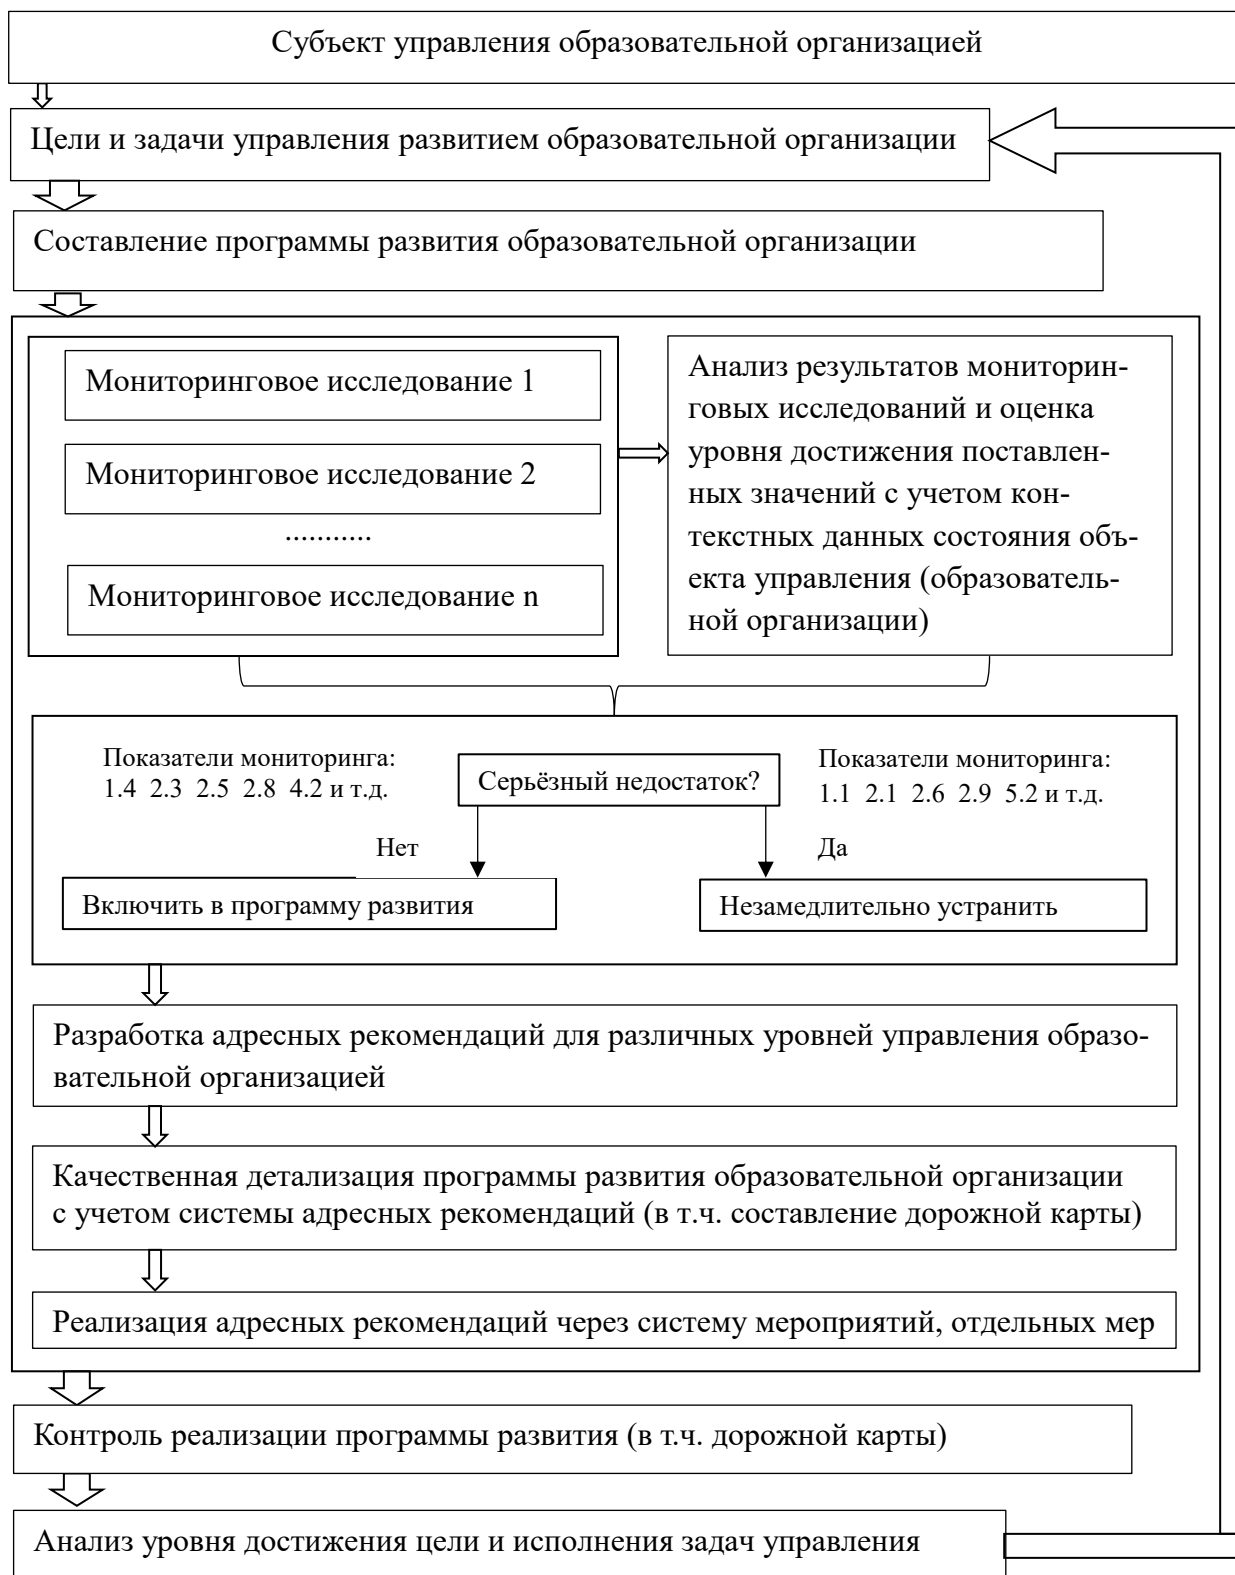 Субъект управления образовательной организацией
Цели и задачи управления развитием образовательной организации
Составление программы развития образовательной организации
Мониторинговое исследование 1
Мониторинговое исследование 2
...........
Мониторинговое исследование n
Анализ результатов монитори­н-
говых исследований и оценка
уровня достижения поставлен-
ных значений с учетом кон-
текстных данных состояния объ-
екта управления (образователь-
ной организации)
Показатели мониторинга:
1.4 2.3 2.5 2.8 4.2 и т.д.
Серьёзный недостаток?
Показатели мониторинга:
1.1 2.1 2.6 2.9 5.2 и т.д.
Нет
Да
Включить в программу развития
Незамедлительно устранить
Разработка адресных рекомендаций для различных уровней управления образо-
вательной организацией
Качественная детализация программы развития образовательной организации
с учетом системы адресных рекомендаций (в т.ч. составление дорожной карты)
Реализация адресных рекомендаций через систему мероприятий, отдельных мер
Контроль реализации программы развития (в т.ч. дорожной карты)
Анализ уровня достижения цели и исполнения задач управления